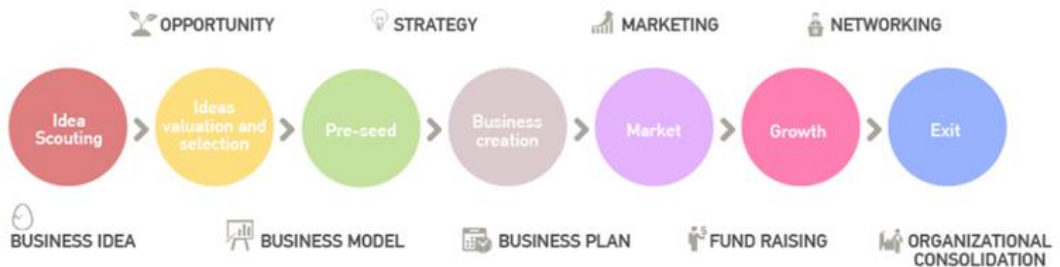 OPPORTUNITY
STRATEGY
MARKETING
NETWORKING
Idea
Scouting
Ideas
valuation and
selection
Pre-seed
Business
creation
Market
Growth
Exit
BUSINESS IDEA
BUSINESS MODEL
BUSINESS PLAN
FUND RAISING
ORGANIZATIONAL
CONSOLIDATION